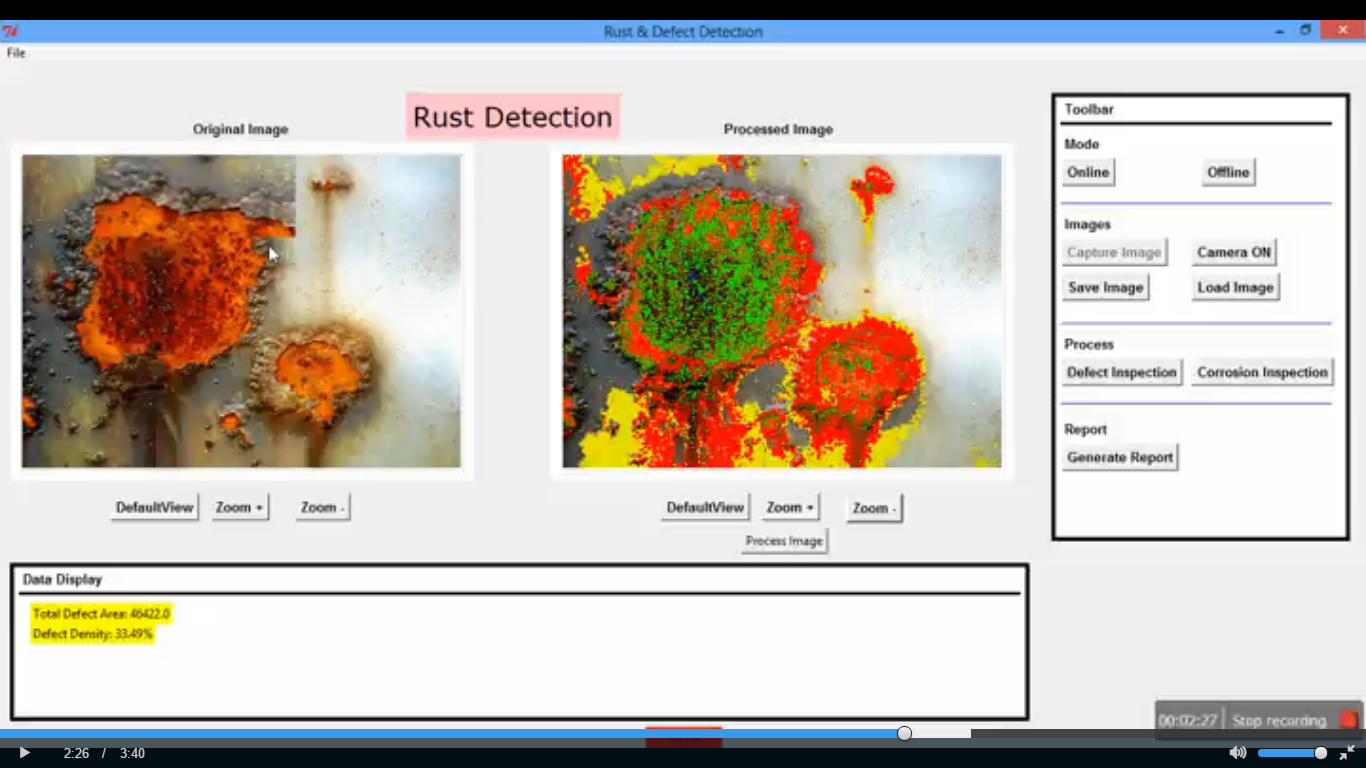 Rust & Defect Detection
File
Rust Detection
Original Image
Processed Image
DefaultView Zoom + Zoom -
DefaultView Zoom + Zoom -
Process Image
Data Display
Total Defect Area: 46422.0
Defect Density: 33.49%
Toolbar
Mode
Online Offline
Images
Capture Image Camera ON
Save Image Load Image
Process
Defect Inspection Corrosion Inspection
Report
Generate Report
00:02:27 Stop recording
2:26 / 3:40